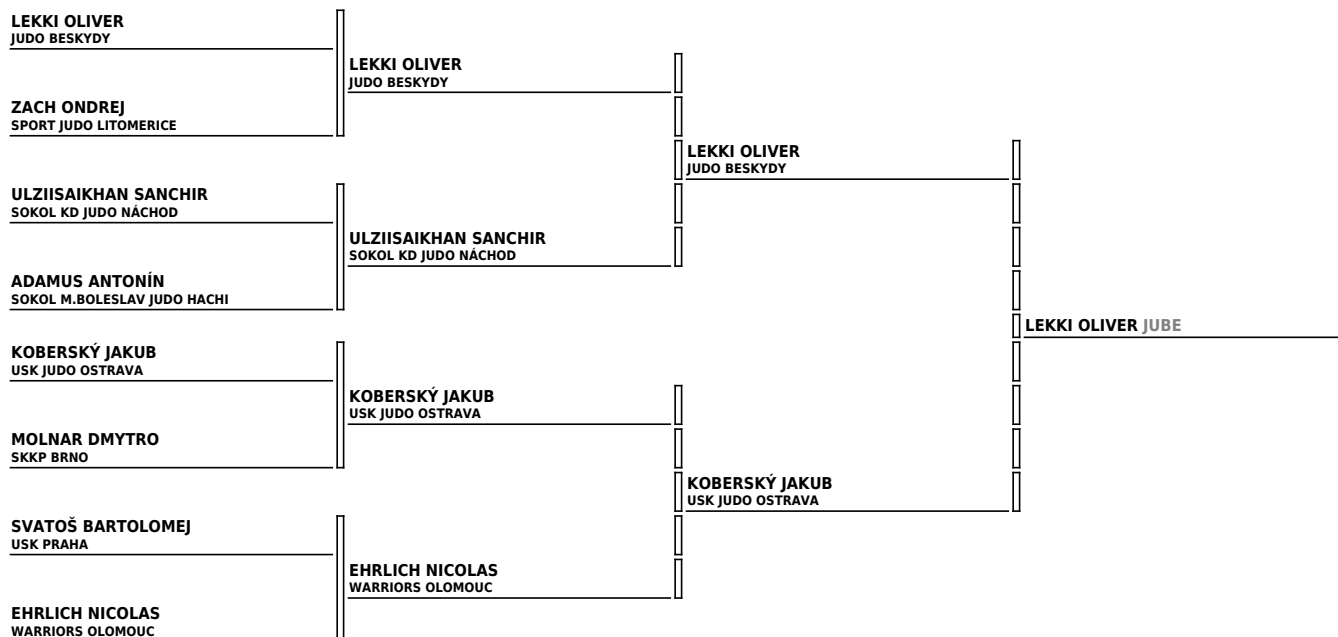 LEKKI OLIVER
JUDO BESKYDY
ZACH ONDREJ
SPORT JUDO LITOMERICE
ULZIISAIKHAN SANCHIR
SOKOL KD JUDO NÁCHOD
ADAMUS ANTONÍN
SOKOL M.BOLESLAV JUDO HACHI
KOBERSKÝ JAKUB
USK JUDO OSTRAVA
MOLNAR DMYTRO
SKKP BRNO
SVATOŠ BARTOLOMEJ
USK PRAHA
EHRLICH NICOLAS
WARRIORS OLOMOUC
LEKKI OLIVER
JUDO BESKYDY
ULZIISAIKHAN SANCHIR
SOKOL KD JUDO NÁCHOD
KOBERSKÝ JAKUB
USK JUDO OSTRAVA
EHRLICH NICOLAS
WARRIORS OLOMOUC
LEKKI OLIVER
JUDO BESKYDY
KOBERSKÝ JAKUB
USK JUDO OSTRAVA
LEKKI OLIVER JUBE